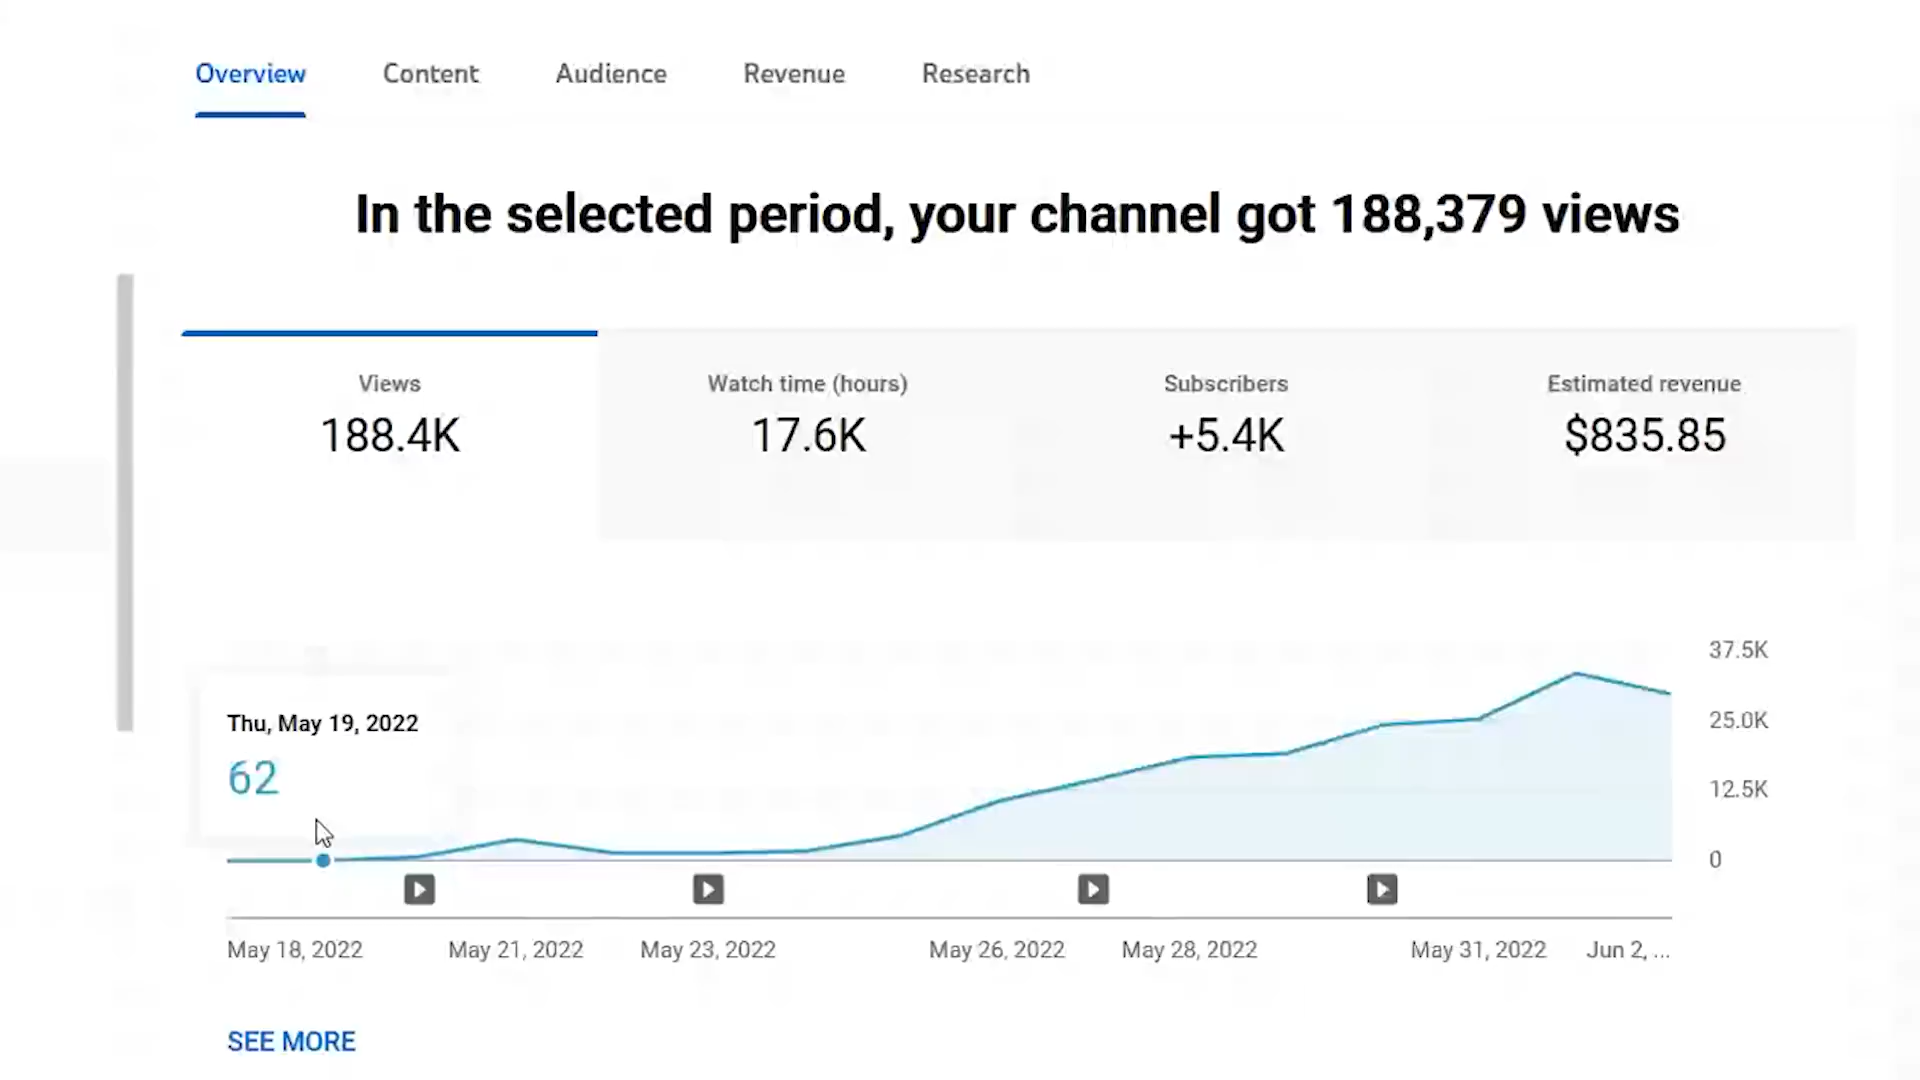 Overview Content Audience Revenue Research
In the selected period, your channel got 188,379 views
Views Watch time (hours) Subscribers Estimated revenue
188.4K 17.6K +5.4K $835.85
37.5K
Thu, May 19, 2022
25.0K
62
12.5K
0
May 18, 2022 May 21, 2022 May 23, 2022 May 26, 2022 May 28, 2022 May 31, 2022 Jun 2, ...
SEE MORE